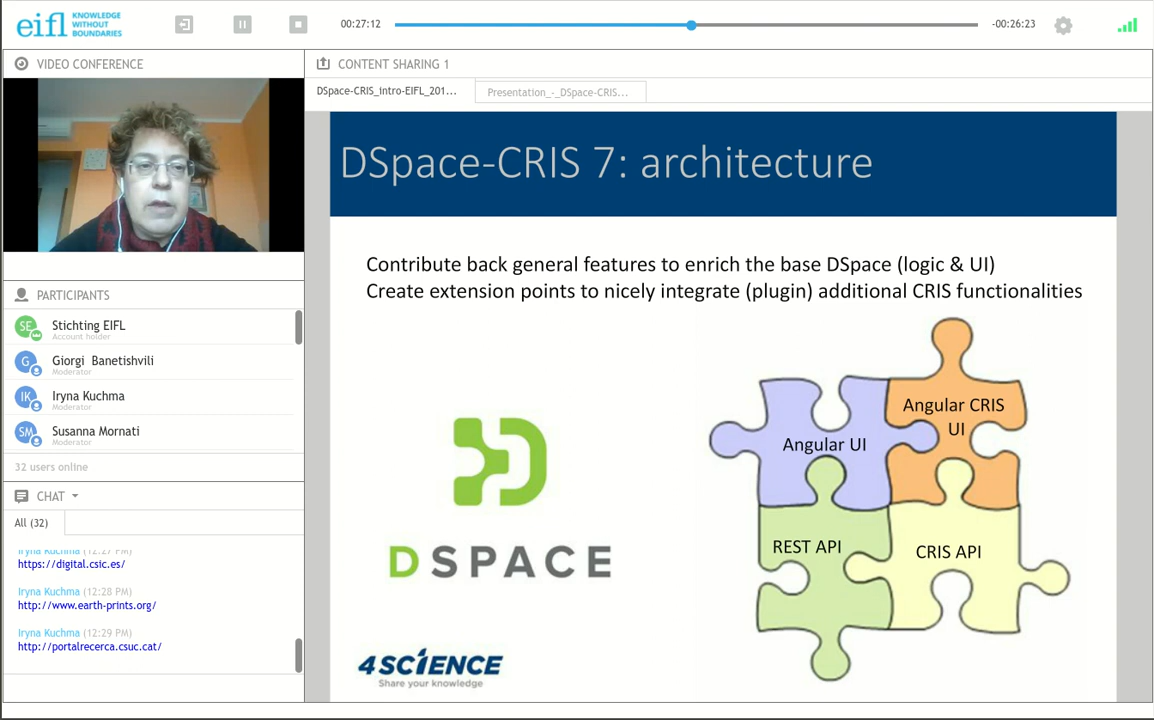 eifl KNOWLEDGE
WITHOUT
BOUNDARIES
00:27:12
-00:26:23
VIDEO CONFERENCE
CONTENT SHARING 1
DSpace-CRIS_intro-EIFL_201...
Presentation_-_DSpace-CRIS...
DSpace-CRIS 7: architecture
Contribute back general features to enrich the base DSpace (logic & UI)
Create extension points to nicely integrate (plugin) additional CRIS functionalities
Angular UI
Angular CRIS
UI
REST API
CRIS API
DSPACE
4SCIENCE
Share your knowledge
PARTICIPANTS
SE
Stichting EIFL
Account holder
G
Giorgi Banetishvili
Moderator
IK
Iryna Kuchma
Moderator
SM
Susanna Mornati
Moderator
32 users online
CHAT
All (32)
Iryna Kuchma (12:27 PM)
https://digital.csic.es/
Iryna Kuchma (12:28 PM)
http://www.earth-prints.org/
Iryna Kuchma (12:29 PM)
http://portalrecerca.csuc.cat/